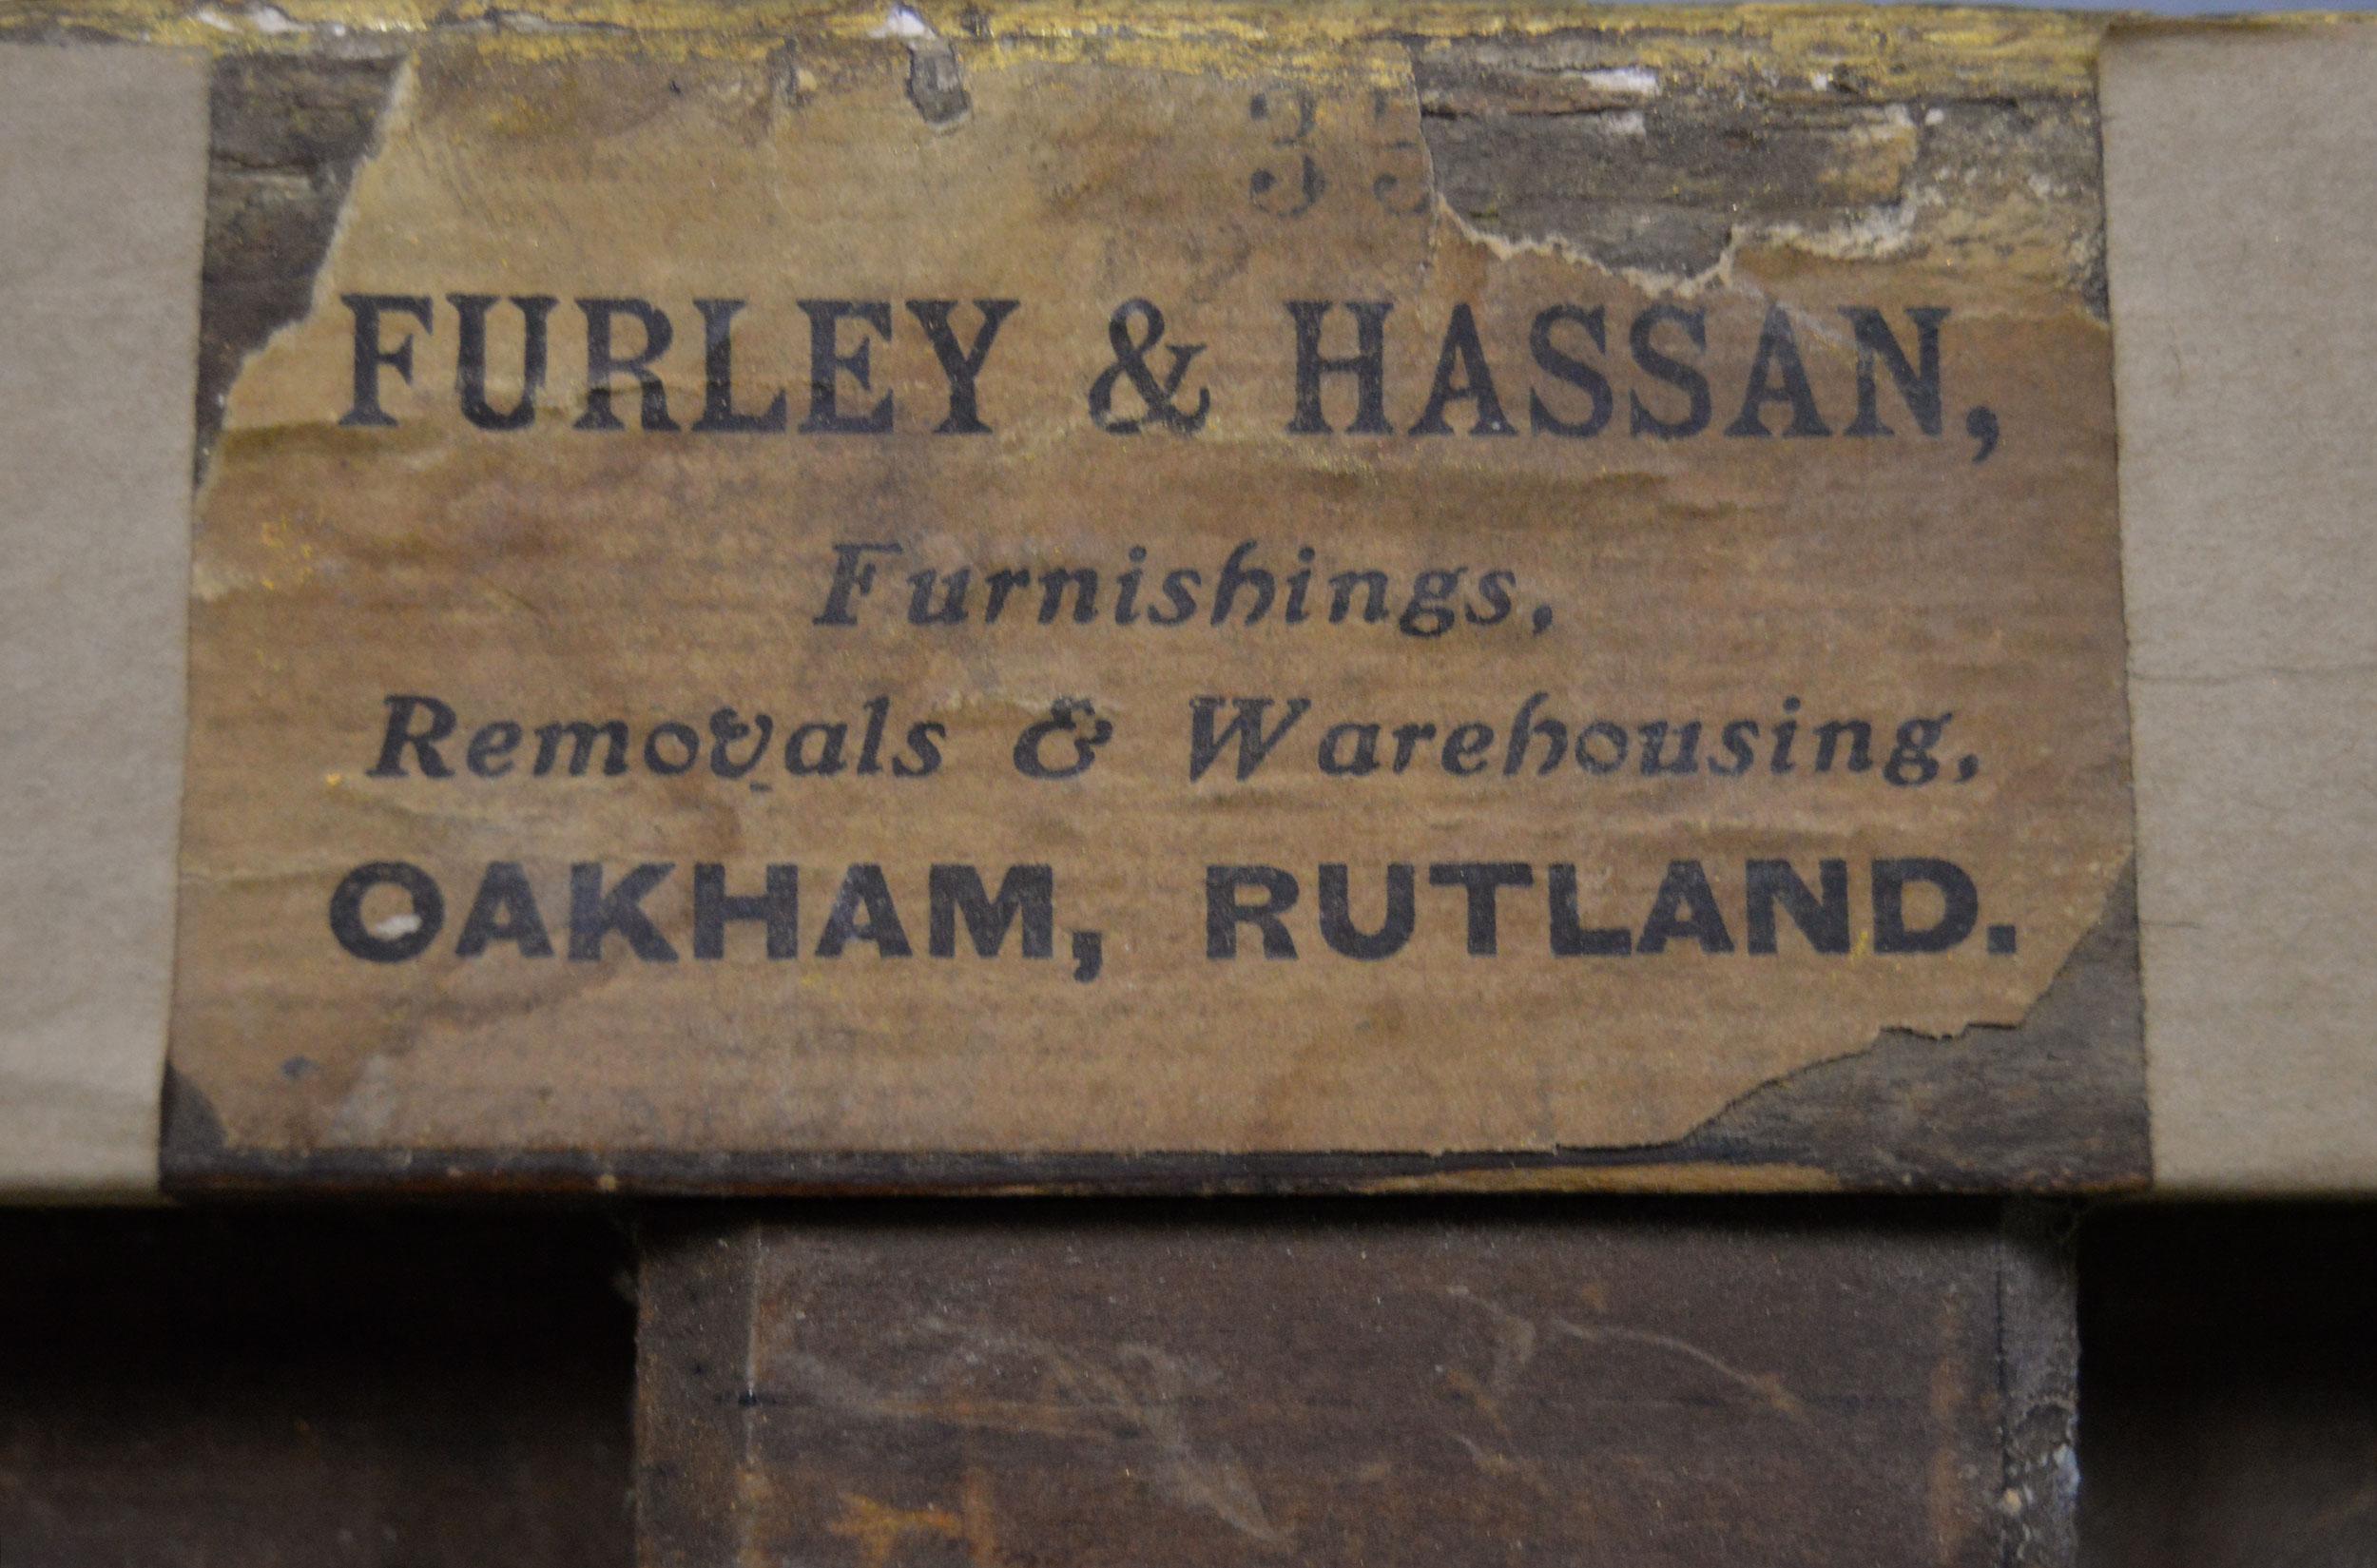 FURLEY & HASSAN,
Furnishings,
Removals & Warehousing,
OAKHAM, RUTLAND.